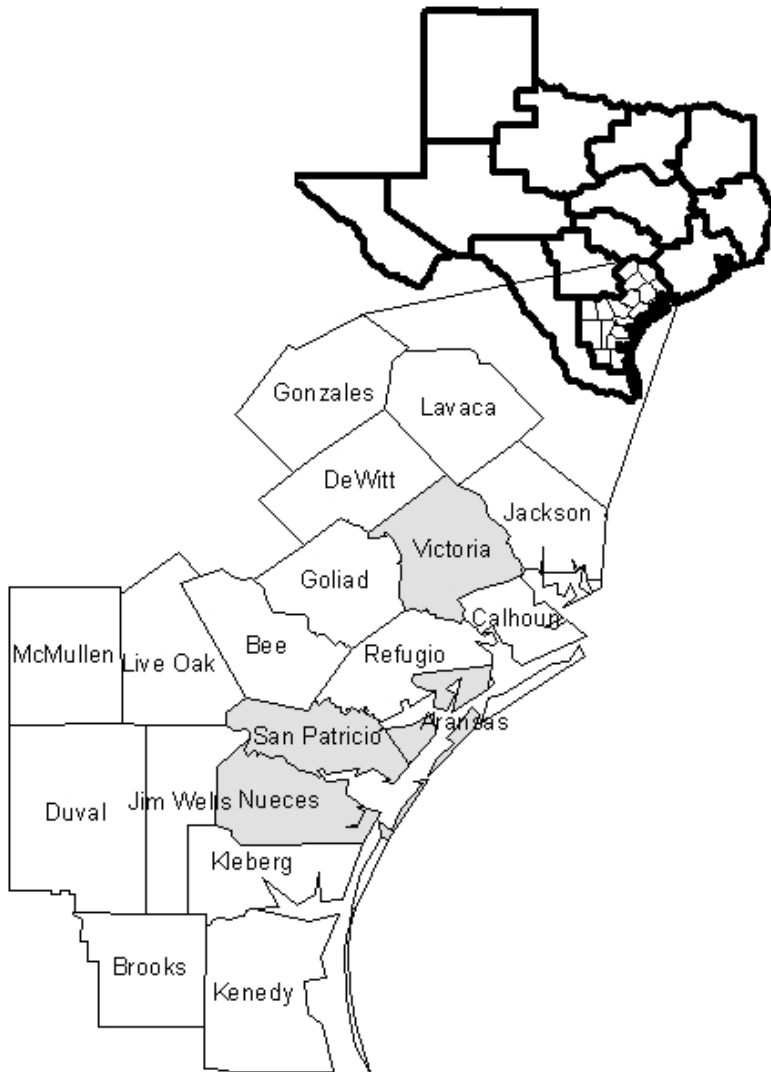 Gonzales
Lavaca
DeWitt
Jackson
Victoria
Goliad
Calhoun
Bee
McMullen
Live Oak
Refugio
Aransas
San Patricio
Jim Wells
Nueces
Duval
Kleberg
Brooks
Kenedy